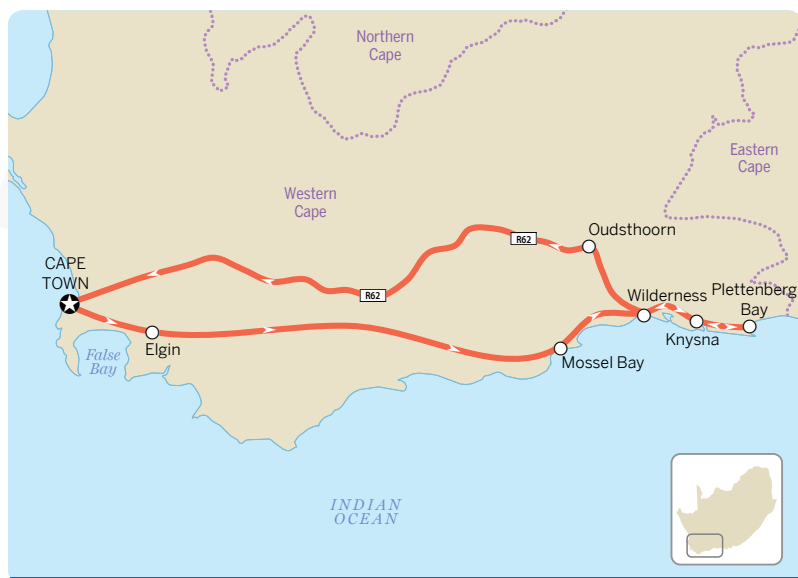 Northern
Cape
Eastern
Cape
Western
Cape
Oudsthoorn
R62
CAPE
TOWN
R62
Wilderness
Plettenberg
Bay
Knysna
Elgin
False
Bay
Mossel Bay
INDIAN
OCEAN